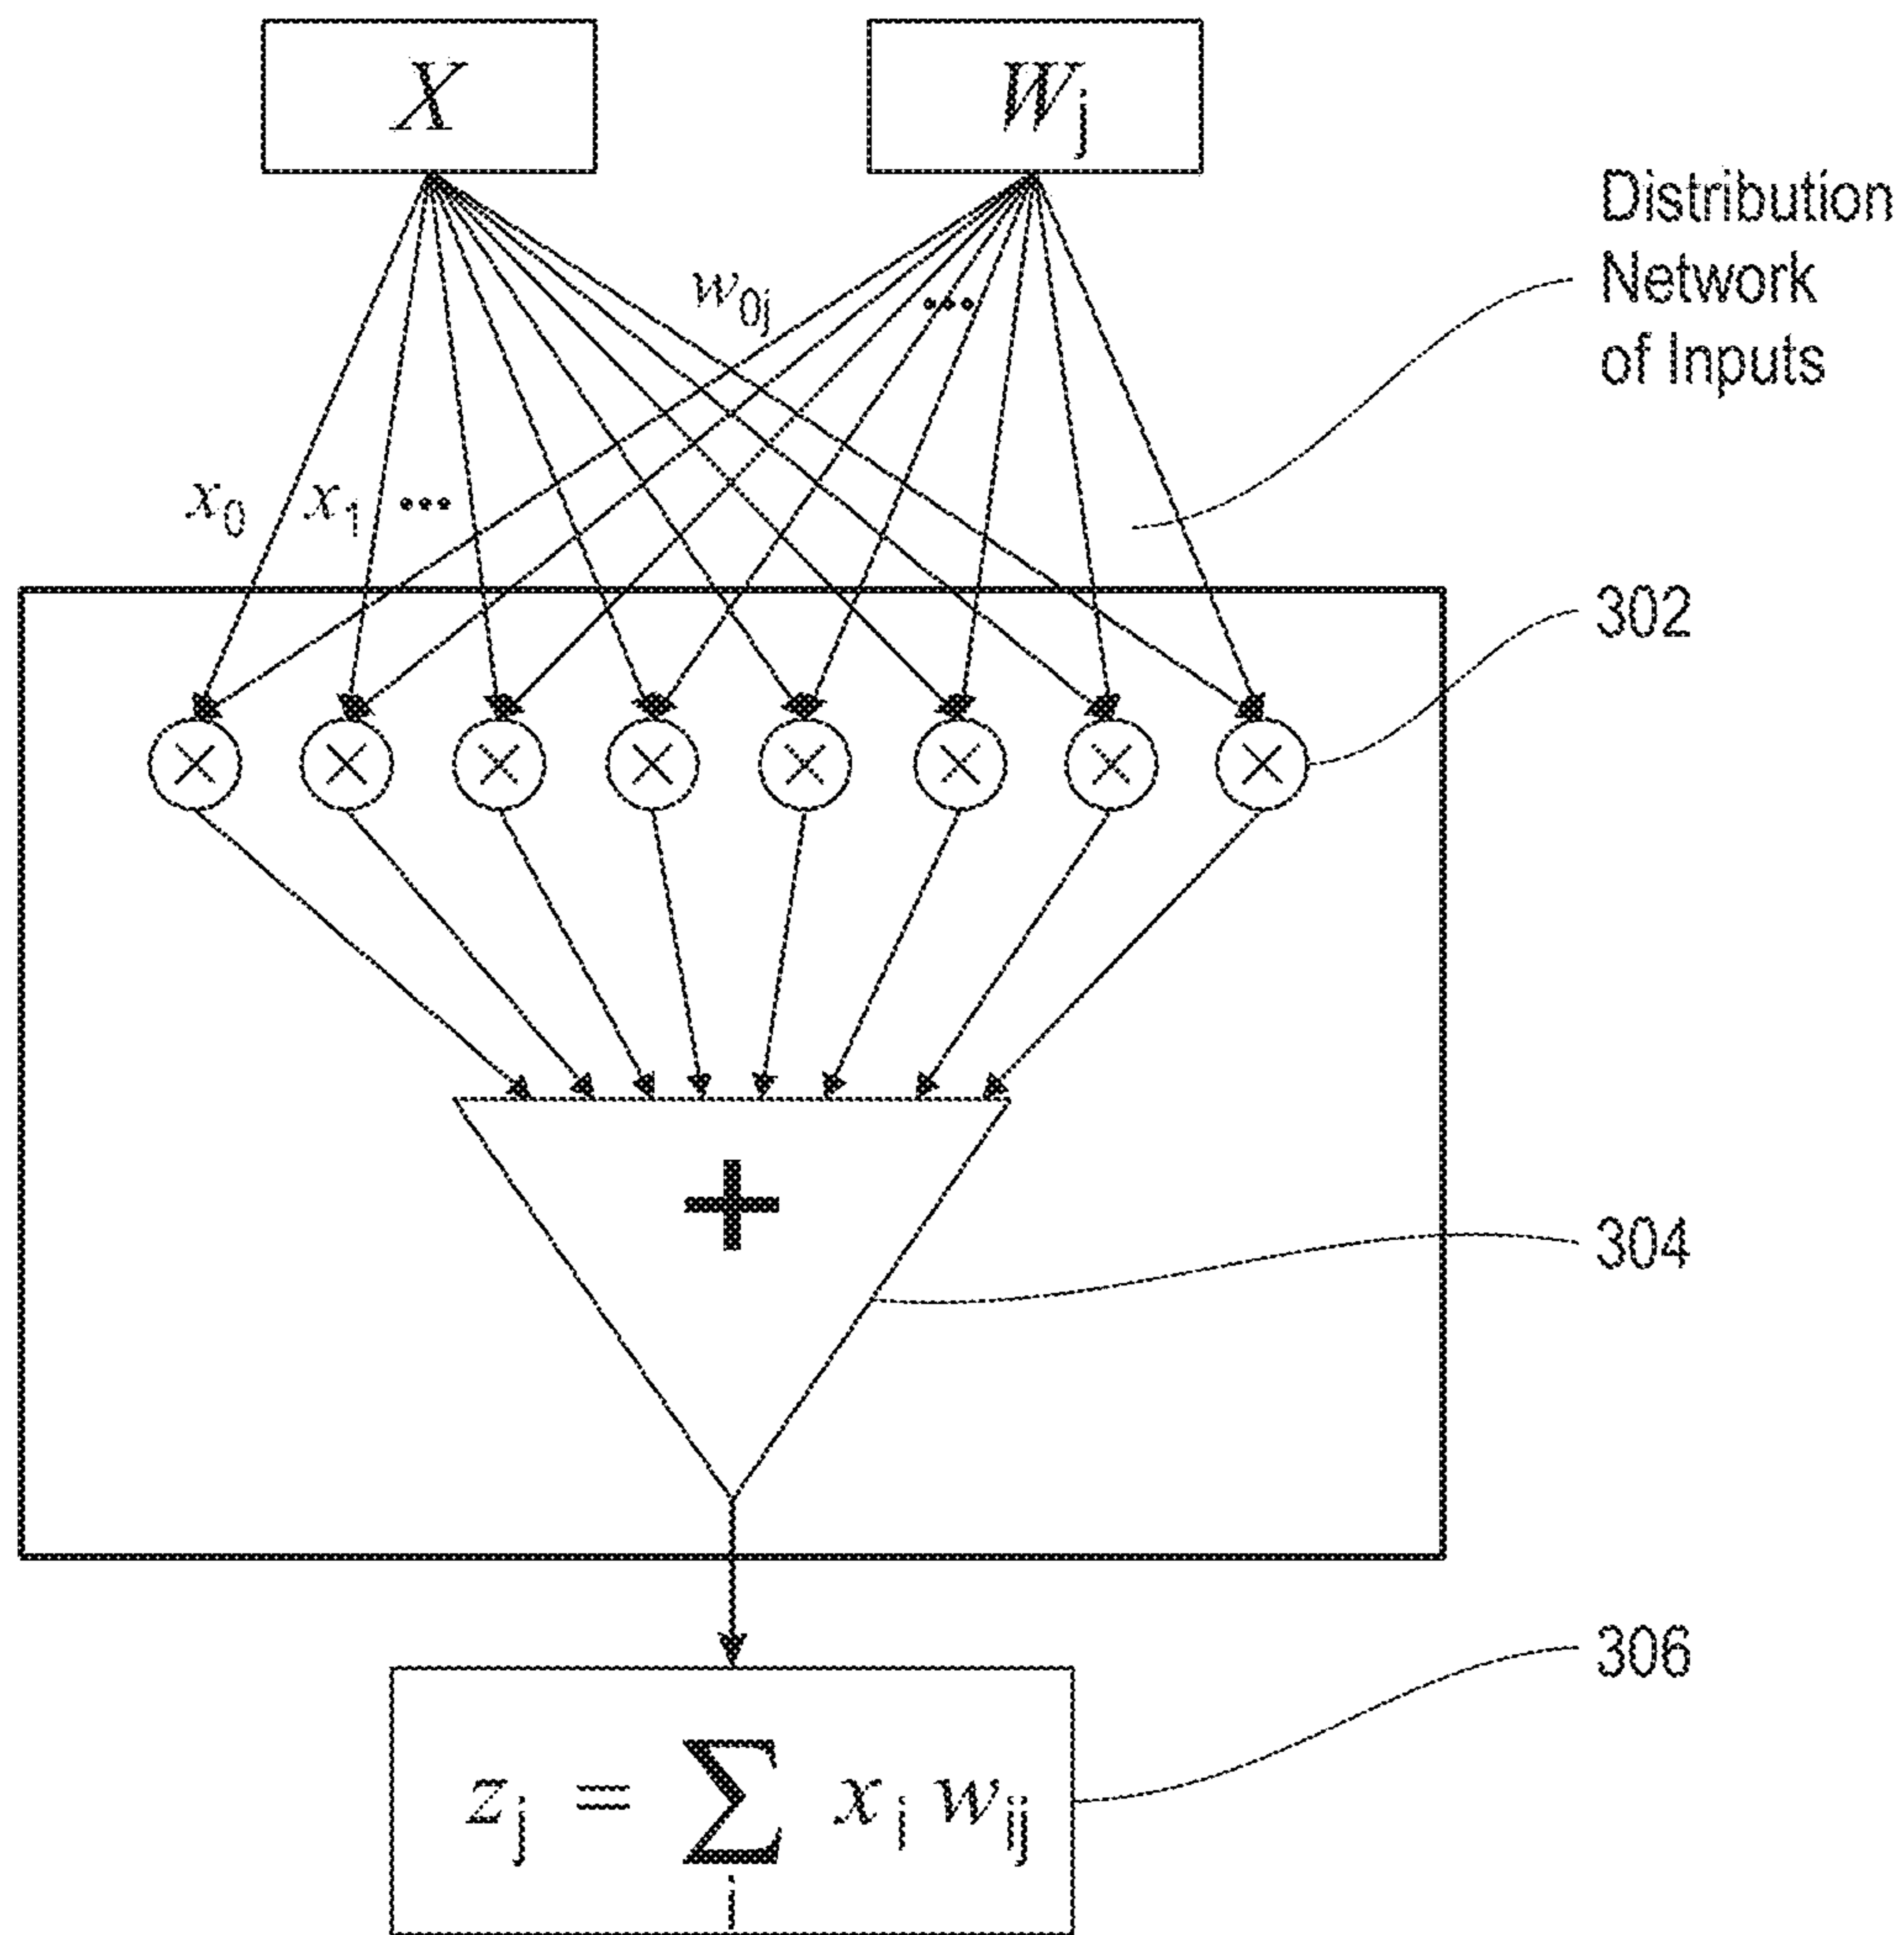 X
Wj
Distribution
Network
of Inputs
w0j
...
x0 x1 ...
302
+
304
306
zj = ∑ xi wij
i